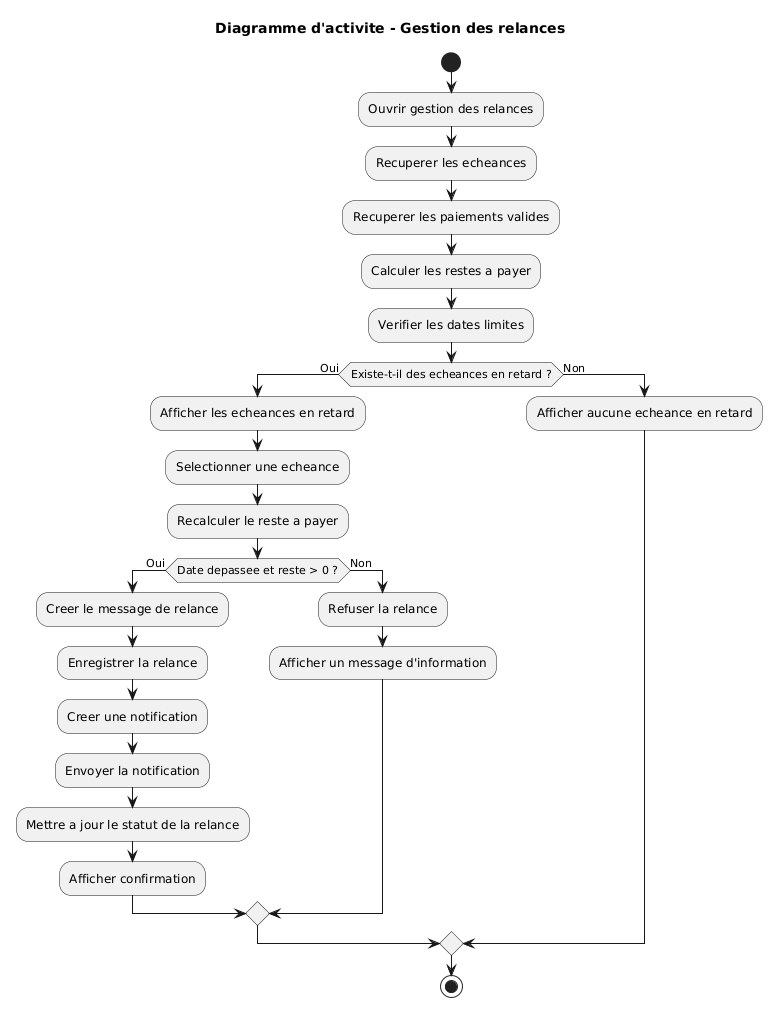 Diagramme d'activite - Gestion des relances
Ouvrir gestion des relances
Recuperer les echeances
Recuperer les paiements valides
Calculer les restes a payer
Verifier les dates limites
Oui
Existe-t-il des echeances en retard ?
Non
Afficher les echeances en retard
Afficher aucune echeance en retard
Selectionner une echeance
Recalculer le reste a payer
Oui
Date depassee et reste > 0 ?
Non
Creer le message de relance
Refuser la relance
Enregistrer la relance
Afficher un message d'information
Creer une notification
Envoyer la notification
Mettre a jour le statut de la relance
Afficher confirmation